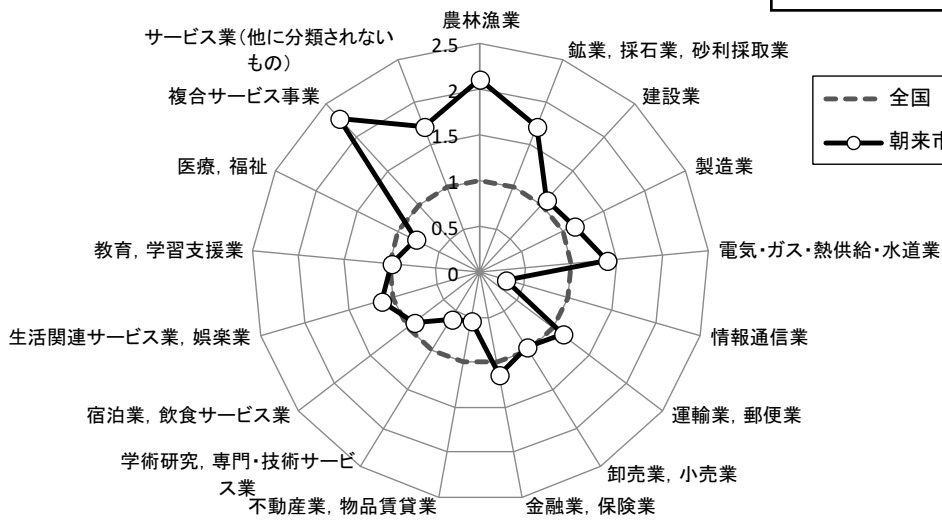 農林漁業
鉱業, 採石業, 砂利採取業
建設業
製造業
電気・ガス・熱供給・水道業
情報通信業
運輸業, 郵便業
卸売業, 小売業
金融業, 保険業
不動産業, 物品賃貸業
学術研究, 専門・技術サービ
ス業
宿泊業, 飲食サービス業
生活関連サービス業, 娯楽業
教育, 学習支援業
医療, 福祉
複合サービス事業
サービス業(他に分類されない
もの)
2.5
2
1.5
1
0.5
0
全国
朝来市